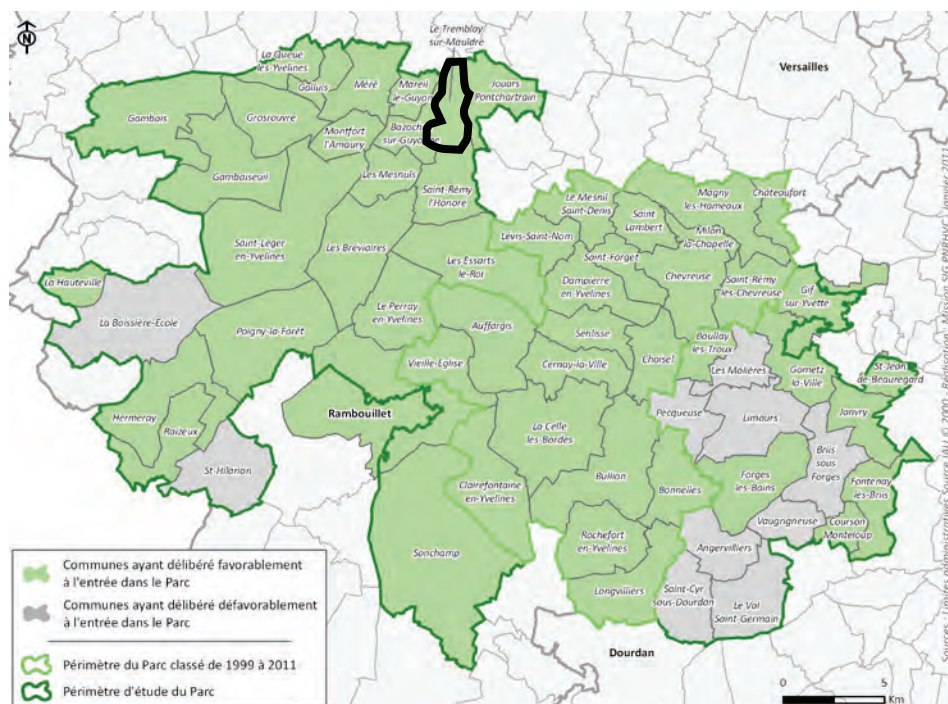 N
Le Tremblay
sur-Mauldre
Versailles
La Queue
les-Yvelines
Galluis
Méré
Mareil
le-Guyon
Jouars
Pontchartrain
Gambais
Grosrouvre
Montfort
l'Amaury
Bazoches
sur-Guyonne
Gambaiseuil
Les Mesnuls
Saint-Rémy
l'Honoré
Le Mesnil
Saint-Denis
Saint
Lambert
Magny
les-Hameaux
Châteaufort
Saint-Léger
en-Yvelines
Les Bréviaires
Lévis-Saint-Nom
Milon
la-Chapelle
Les Essarts
le-Roi
Saint-Forget
La Hauteville
Dampierre
en-Yvelines
Chevreuse
Saint-Rémy
lès-Chevreuse
Gif
sur-Yvette
La Boissière-Ecole
Le Perray
en-Yvelines
Poigny-la-Forêt
Auffargis
Senlisse
Boullay
les-Troux
Vieille-Eglise
Cernay-la-Ville
Choisel
Les Molières
Gometz
la-Ville
St-Jean
de-Beauregard
Hermeray
Raizeux
Rambouillet
Pecqueuse
Limours
Janvry
La Celle
les-Bordes
St-Hilarion
Briis
sous
Forges
Clairefontaine
en-Yvelines
Bullion
Bonnelles
Forges
les-Bains
Fontenay
les-Briis
Vaugrigneuse
Courson
Monteloup
Rochefort
en-Yvelines
Sonchamp
Angervilliers
Longvilliers
Saint-Cyr
sous-Dourdan
Le Val
Saint-Germain
Dourdan
Communes ayant délibéré favorablement
à l'entrée dans le Parc
Communes ayant délibéré défavorablement
à l'entrée dans le Parc
Périmètre du Parc classé de 1999 à 2011
Périmètre d'étude du Parc
0 5
Km